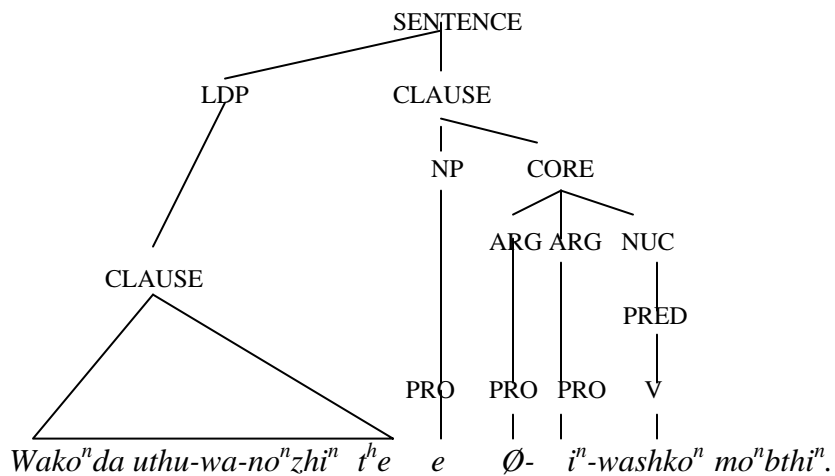 SENTENCE
LDP CLAUSE
NP CORE
ARG ARG NUC
CLAUSE
PRED
PRO PRO PRO V
Wakoⁿda uthu-wa-noⁿzhiⁿ tʰe e Ø- iⁿ-washkoⁿ moⁿbthiⁿ.